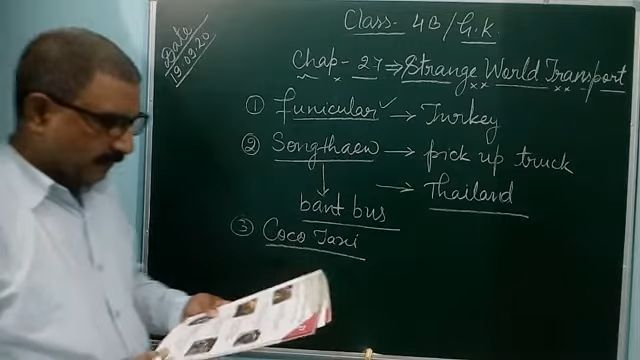 Class- 4B/G.K
Date
19.09.20
Chap- 27 ⇒ Strange World Transport
① funicular ✓ → Turkey
② Songthaew → pick up truck
→ Thailand
bant bus
③ Coco Taxi